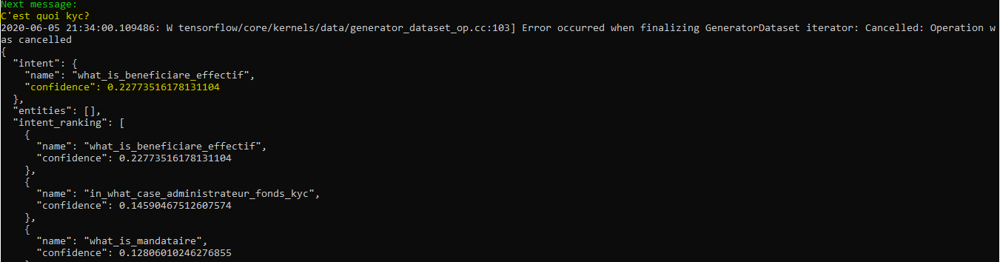 Next message:
C'est quoi kyc?
2020-06-05 21:34:00.109486: W tensorflow/core/kernels/data/generator_dataset_op.cc:103] Error occurred when finalizing GeneratorDataset iterator: Cancelled: Operation w
as cancelled
{
  "intent": {
    "name": "what_is_beneficiare_effectif",
    "confidence": 0.22773516178131104
  },
  "entities": [],
  "intent_ranking": [
    {
      "name": "what_is_beneficiare_effectif",
      "confidence": 0.22773516178131104
    },
    {
      "name": "in_what_case_administrateur_fonds_kyc",
      "confidence": 0.14590467512607574
    },
    {
      "name": "what_is_mandataire",
      "confidence": 0.12806010246276855